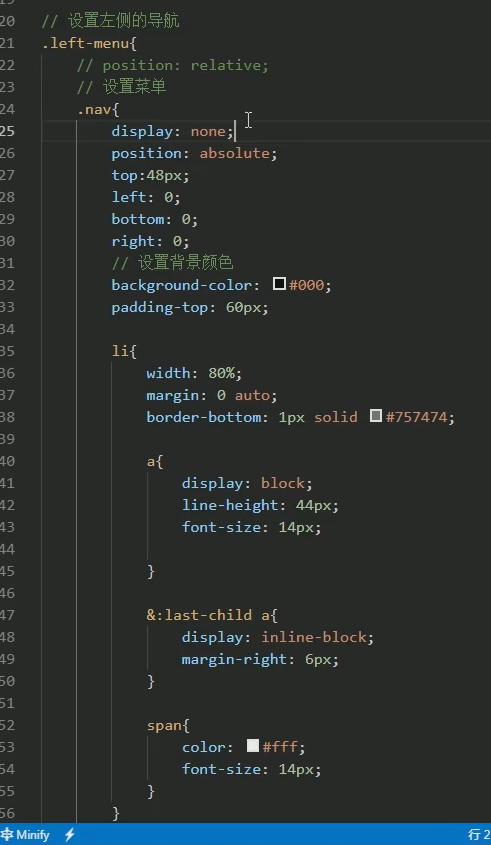 20 // 设置左侧的导航
21 .left-menu{
22 // position: relative;
23 // 设置菜单
24 .nav{
25 display: none;
26 position: absolute;
27 top:48px;
28 left: 0;
29 bottom: 0;
30 right: 0;
31 // 设置背景颜色
32 background-color: #000;
33 padding-top: 60px;
34
35 li{
36 width: 80%;
37 margin: 0 auto;
38 border-bottom: 1px solid #757474;
39
40 a{
41 display: block;
42 line-height: 44px;
43 font-size: 14px;
44
45 }
46
47 &:last-child a{
48 display: inline-block;
49 margin-right: 6px;
50 }
51
52 span{
53 color: #fff;
54 font-size: 14px;
55 }
56 }
Minify 行 2